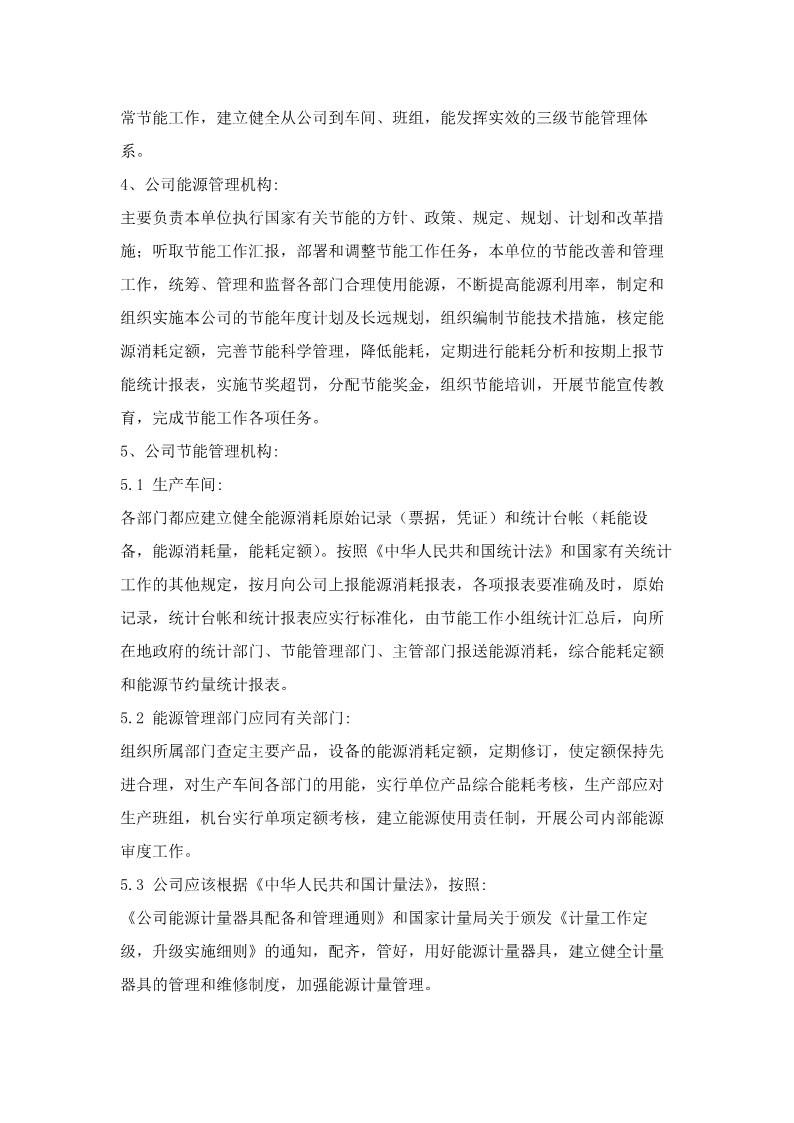 常节能工作，建立健全从公司到车间、班组，能发挥实效的三级节能管理体
系。
4、公司能源管理机构:
主要负责本单位执行国家有关节能的方针、政策、规定、规划、计划和改革措
施；听取节能工作汇报，部署和调整节能工作任务，本单位的节能改善和管理
工作，统筹、管理和监督各部门合理使用能源，不断提高能源利用率，制定和
组织实施本公司的节能年度计划及长远规划，组织编制节能技术措施，核定能
源消耗定额，完善节能科学管理，降低能耗，定期进行能耗分析和按期上报节
能统计报表，实施节奖超罚，分配节能奖金，组织节能培训，开展节能宣传教
育，完成节能工作各项任务。
5、公司节能管理机构:
5.1 生产车间:
各部门都应建立健全能源消耗原始记录（票据，凭证）和统计台帐（耗能设
备，能源消耗量，能耗定额）。按照《中华人民共和国统计法》和国家有关统计
工作的其他规定，按月向公司上报能源消耗报表，各项报表要准确及时，原始
记录，统计台帐和统计报表应实行标准化，由节能工作小组统计汇总后，向所
在地政府的统计部门、节能管理部门、主管部门报送能源消耗，综合能耗定额
和能源节约量统计报表。
5.2 能源管理部门应同有关部门:
组织所属部门查定主要产品，设备的能源消耗定额，定期修订，使定额保持先
进合理，对生产车间各部门的用能，实行单位产品综合能耗考核，生产部应对
生产班组，机台实行单项定额考核，建立能源使用责任制，开展公司内部能源
审度工作。
5.3 公司应该根据《中华人民共和国计量法》，按照:
《公司能源计量器具配备和管理通则》和国家计量局关于颁发《计量工作定
级，升级实施细则》的通知，配齐，管好，用好能源计量器具，建立健全计量
器具的管理和维修制度，加强能源计量管理。